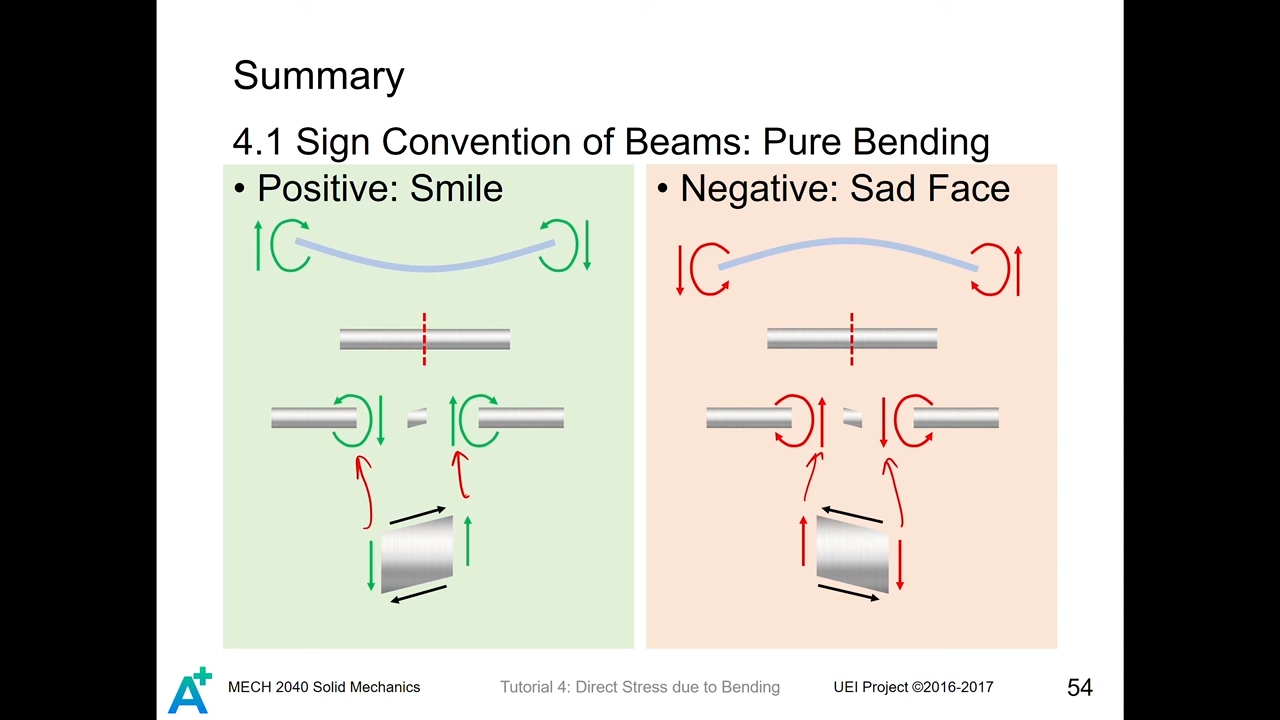 Summary
4.1 Sign Convention of Beams: Pure Bending
• Positive: Smile
• Negative: Sad Face
A+
MECH 2040 Solid Mechanics
Tutorial 4: Direct Stress due to Bending
UEI Project ©2016-2017
54